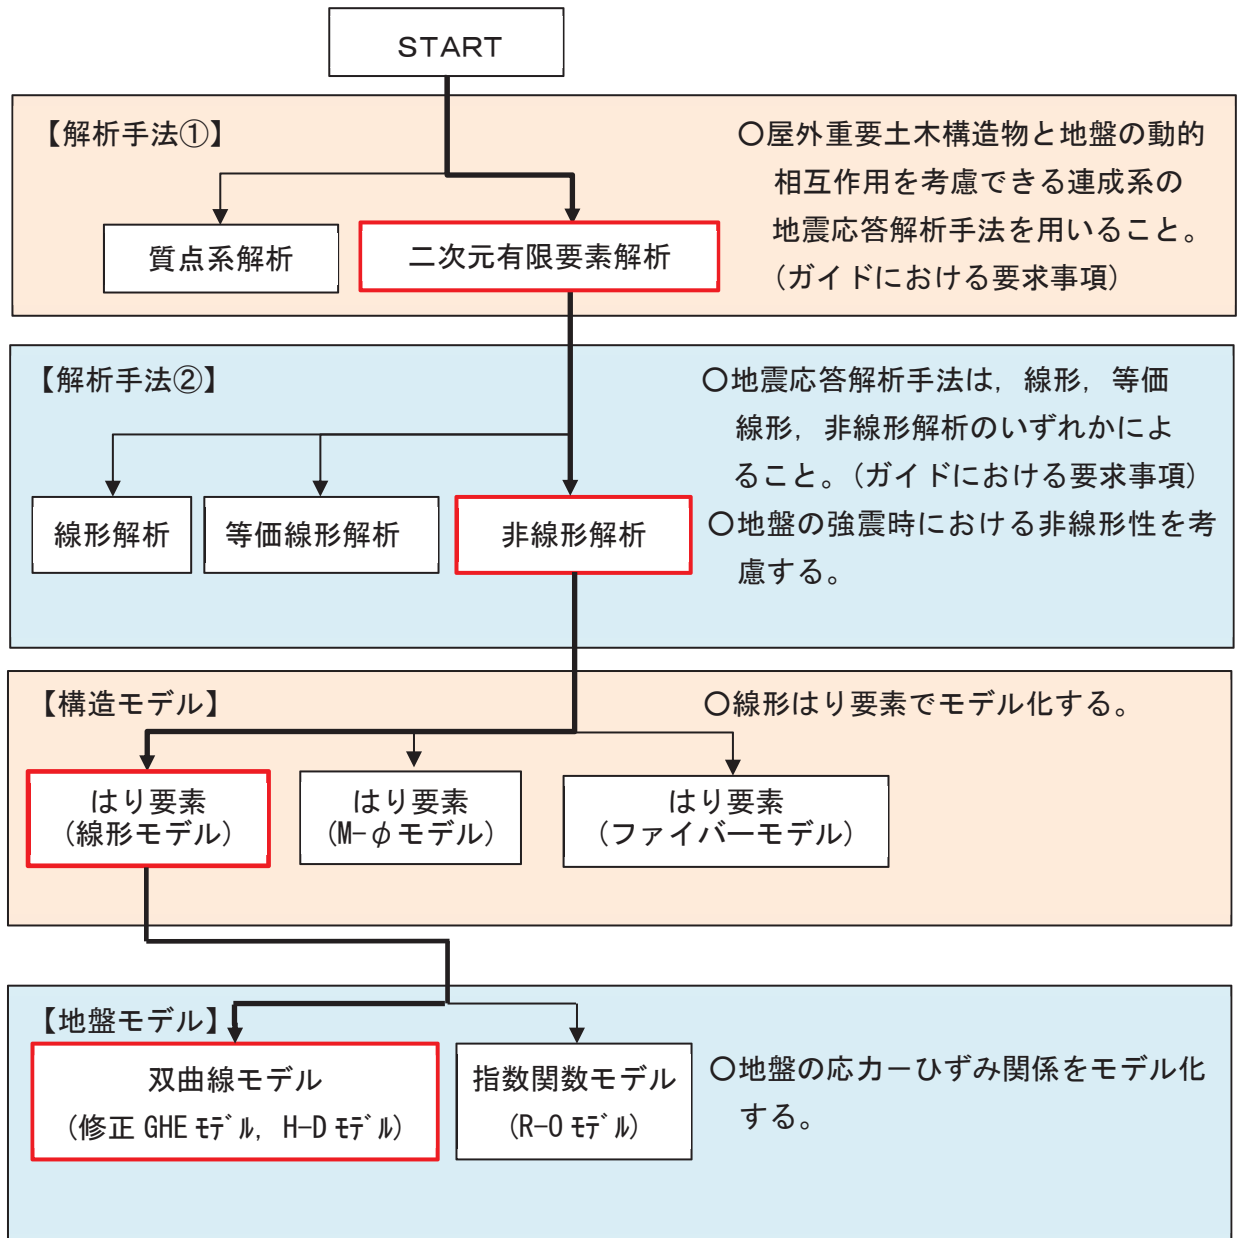 START
【解析手法①】
○屋外重要土木構造物と地盤の動的
相互作用を考慮できる連成系の
地震応答解析手法を用いること。
(ガイドにおける要求事項)
質点系解析
二次元有限要素解析
【解析手法②】
○地震応答解析手法は，線形，等価
線形，非線形解析のいずれかによ
ること。(ガイドにおける要求事項)
○地盤の強震時における非線形性を考
慮する。
線形解析
等価線形解析
非線形解析
【構造モデル】
○線形はり要素でモデル化する。
はり要素
(線形モデル)
はり要素
(M-φモデル)
はり要素
(ファイバーモデル)
【地盤モデル】
双曲線モデル
(修正 GHE ﾓﾃﾞﾙ，H-D ﾓﾃﾞﾙ)
指数関数モデル
(R-O ﾓﾃﾞﾙ)
○地盤の応力－ひずみ関係をモデル化
する。